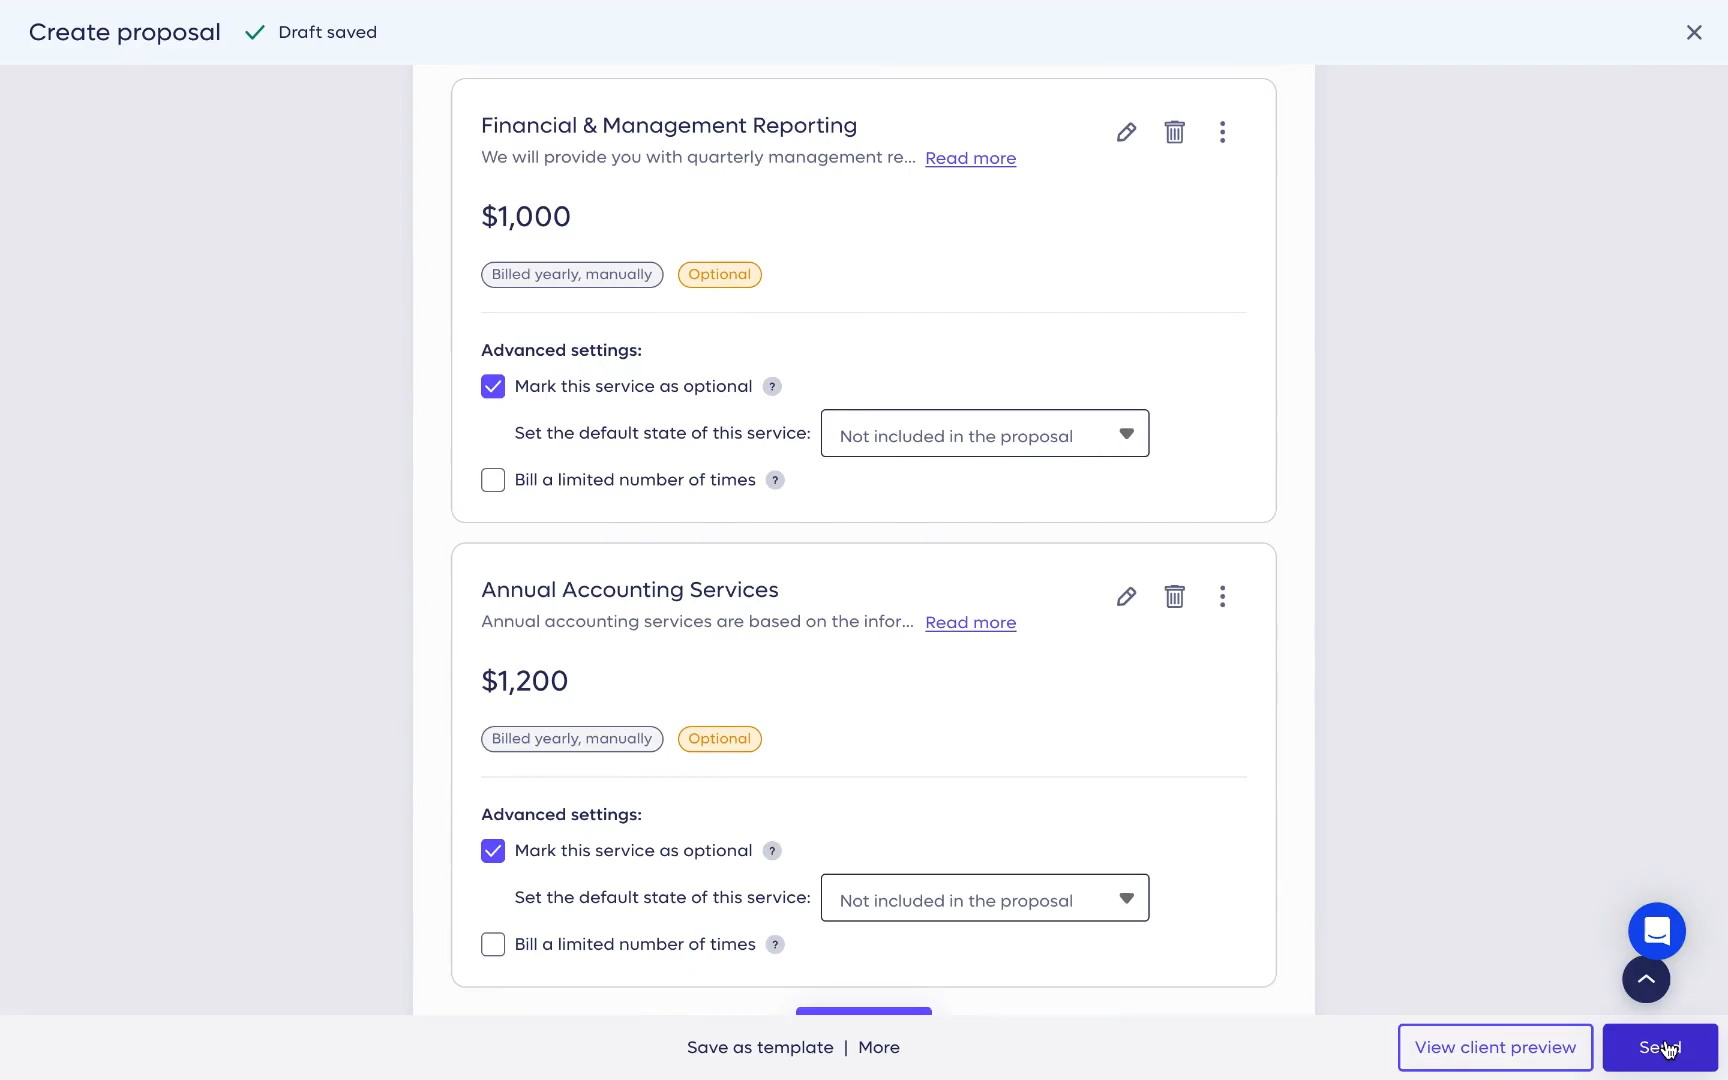 Create proposal Draft saved
Financial & Management Reporting
We will provide you with quarterly management re... Read more
$1,000
Billed yearly, manually Optional
Advanced settings:
Mark this service as optional ?
Set the default state of this service: Not included in the proposal
Bill a limited number of times ?
Annual Accounting Services
Annual accounting services are based on the infor... Read more
$1,200
Billed yearly, manually Optional
Advanced settings:
Mark this service as optional ?
Set the default state of this service: Not included in the proposal
Bill a limited number of times ?
Save as template | More View client preview Send